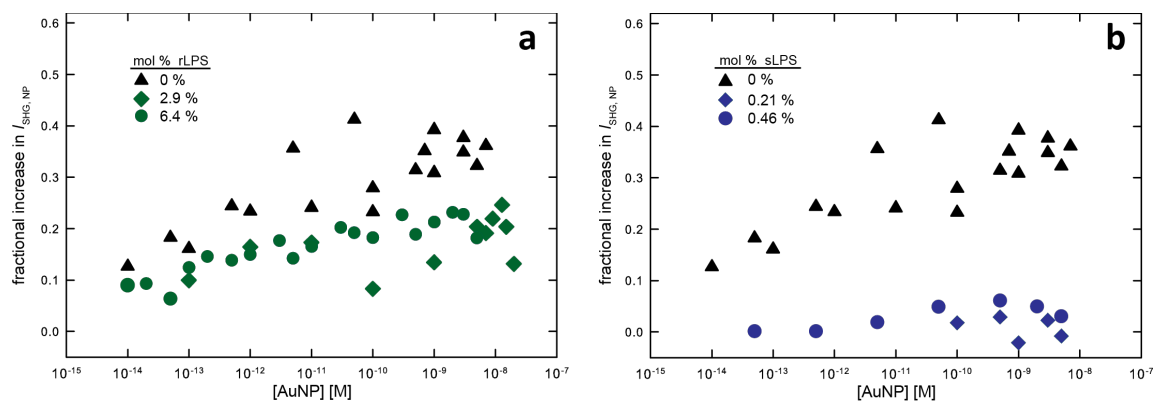 a
mol % rLPS
0 %
2.9 %
6.4 %
fractional increase in I_SHG, NP
0.6
0.5
0.4
0.3
0.2
0.1
0.0
10^-15 10^-14 10^-13 10^-12 10^-11 10^-10 10^-9 10^-8 10^-7
[AuNP] [M]
b
mol % sLPS
0 %
0.21 %
0.46 %
fractional increase in I_SHG, NP
0.6
0.5
0.4
0.3
0.2
0.1
0.0
10^-15 10^-14 10^-13 10^-12 10^-11 10^-10 10^-9 10^-8 10^-7
[AuNP] [M]